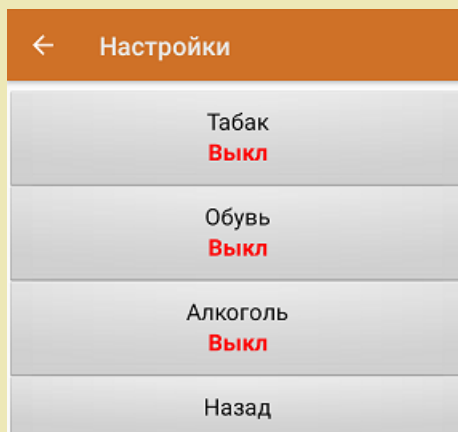 Настройки
Табак
Выкл
Обувь
Выкл
Алкоголь
Выкл
Назад